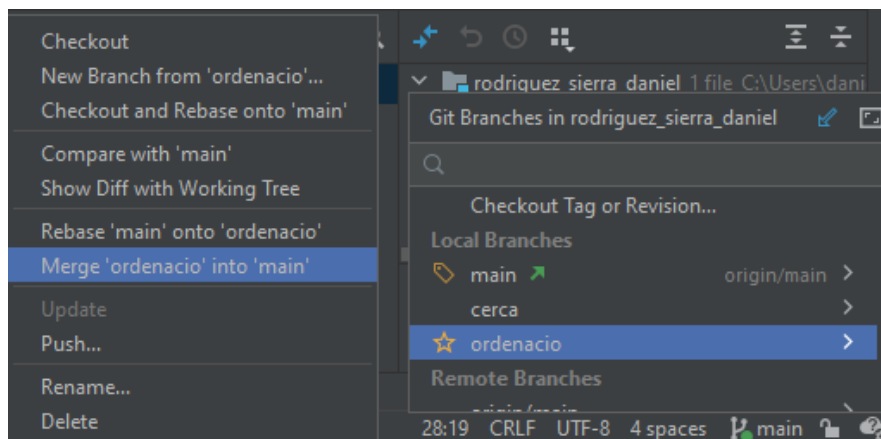 Checkout
New Branch from 'ordenacio'...
Checkout and Rebase onto 'main'
Compare with 'main'
Show Diff with Working Tree
Rebase 'main' onto 'ordenacio'
Merge 'ordenacio' into 'main'
Update
Push...
Rename...
Delete
rodriguez_sierra_daniel 1 file C:\Users\dani
Git Branches in rodriguez_sierra_daniel
Checkout Tag or Revision...
Local Branches
main origin/main
cerca
ordenacio
Remote Branches
origin/main
28:19 CRLF UTF-8 4 spaces main